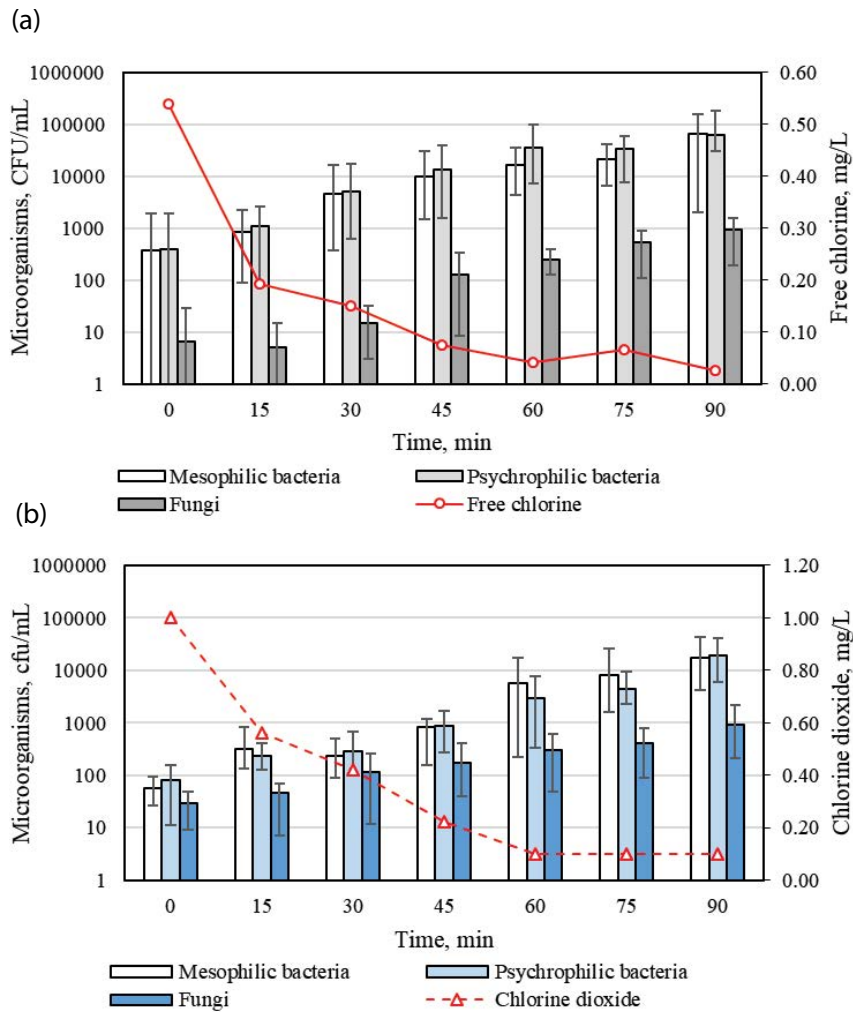 (a)
1000000
100000
10000
1000
100
10
1
Microorganisms, CFU/mL
0.60
0.50
0.40
0.30
0.20
0.10
0.00
Free chlorine, mg/L
0 15 30 45 60 75 90
Time, min
Mesophilic bacteria Psychrophilic bacteria
Fungi Free chlorine
(b)
1000000
100000
10000
1000
100
10
1
Microorganisms, cfu/mL
1.20
1.00
0.80
0.60
0.40
0.20
0.00
Chlorine dioxide, mg/L
0 15 30 45 60 75 90
Time, min
Mesophilic bacteria Psychrophilic bacteria
Fungi Chlorine dioxide